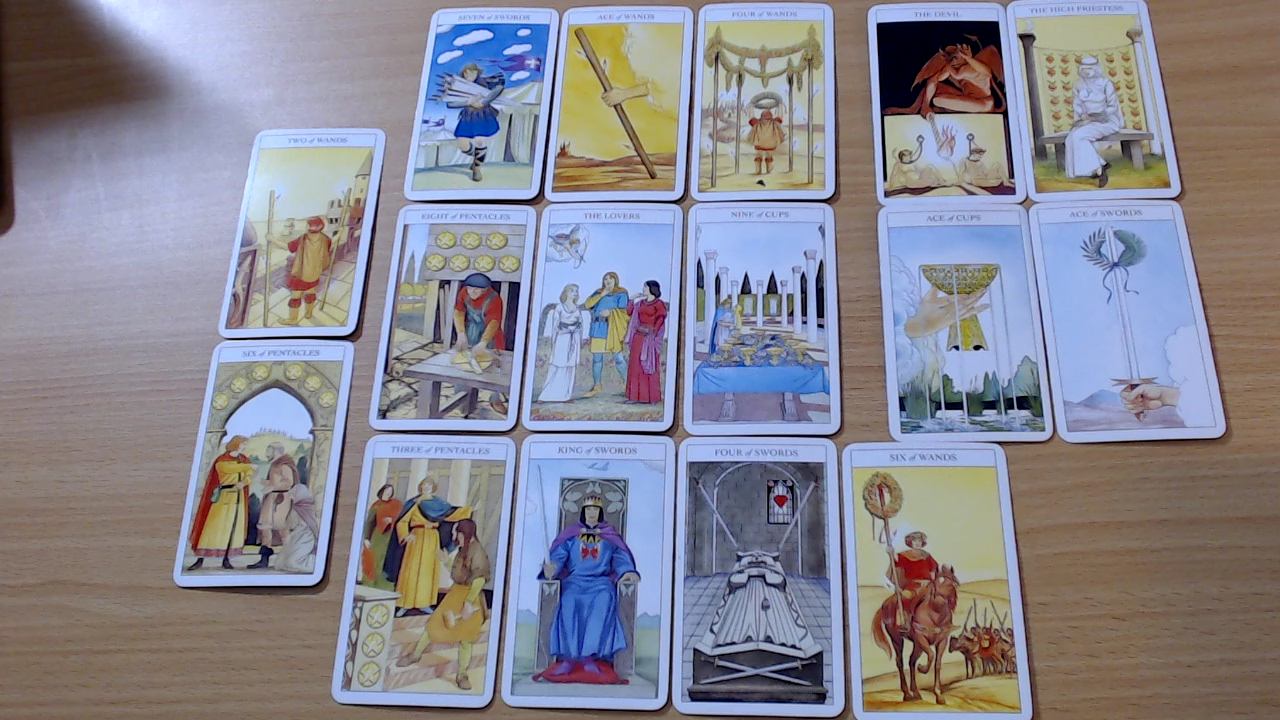 SEVEN of SWORDS
ACE of WANDS
FOUR of WANDS
THE DEVIL
THE HIGH PRIESTESS
TWO of WANDS
EIGHT of PENTACLES
THE LOVERS
NINE of CUPS
ACE of CUPS
ACE of SWORDS
SIX of PENTACLES
THREE of PENTACLES
KING of SWORDS
FOUR of SWORDS
SIX of WANDS